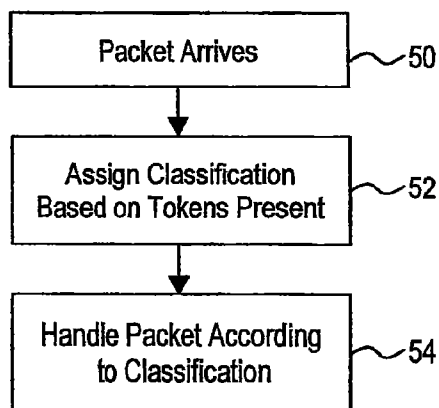 Packet Arrives
50
Assign Classification
Based on Tokens Present
52
Handle Packet According
to Classification
54